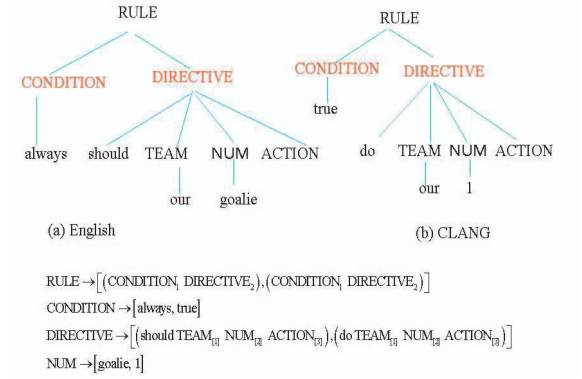 RULE
RULE
CONDITION DIRECTIVE
CONDITION DIRECTIVE
true
always should TEAM NUM ACTION
do TEAM NUM ACTION
our goalie
our 1
(a) English
(b) CLANG
RULE→[(CONDITION₁ DIRECTIVE₂),(CONDITION₁ DIRECTIVE₂)]
CONDITION→[always, true]
DIRECTIVE→[(should TEAM[1] NUM[2] ACTION[3]),(do TEAM[1] NUM[2] ACTION[3])]
NUM→[goalie, 1]